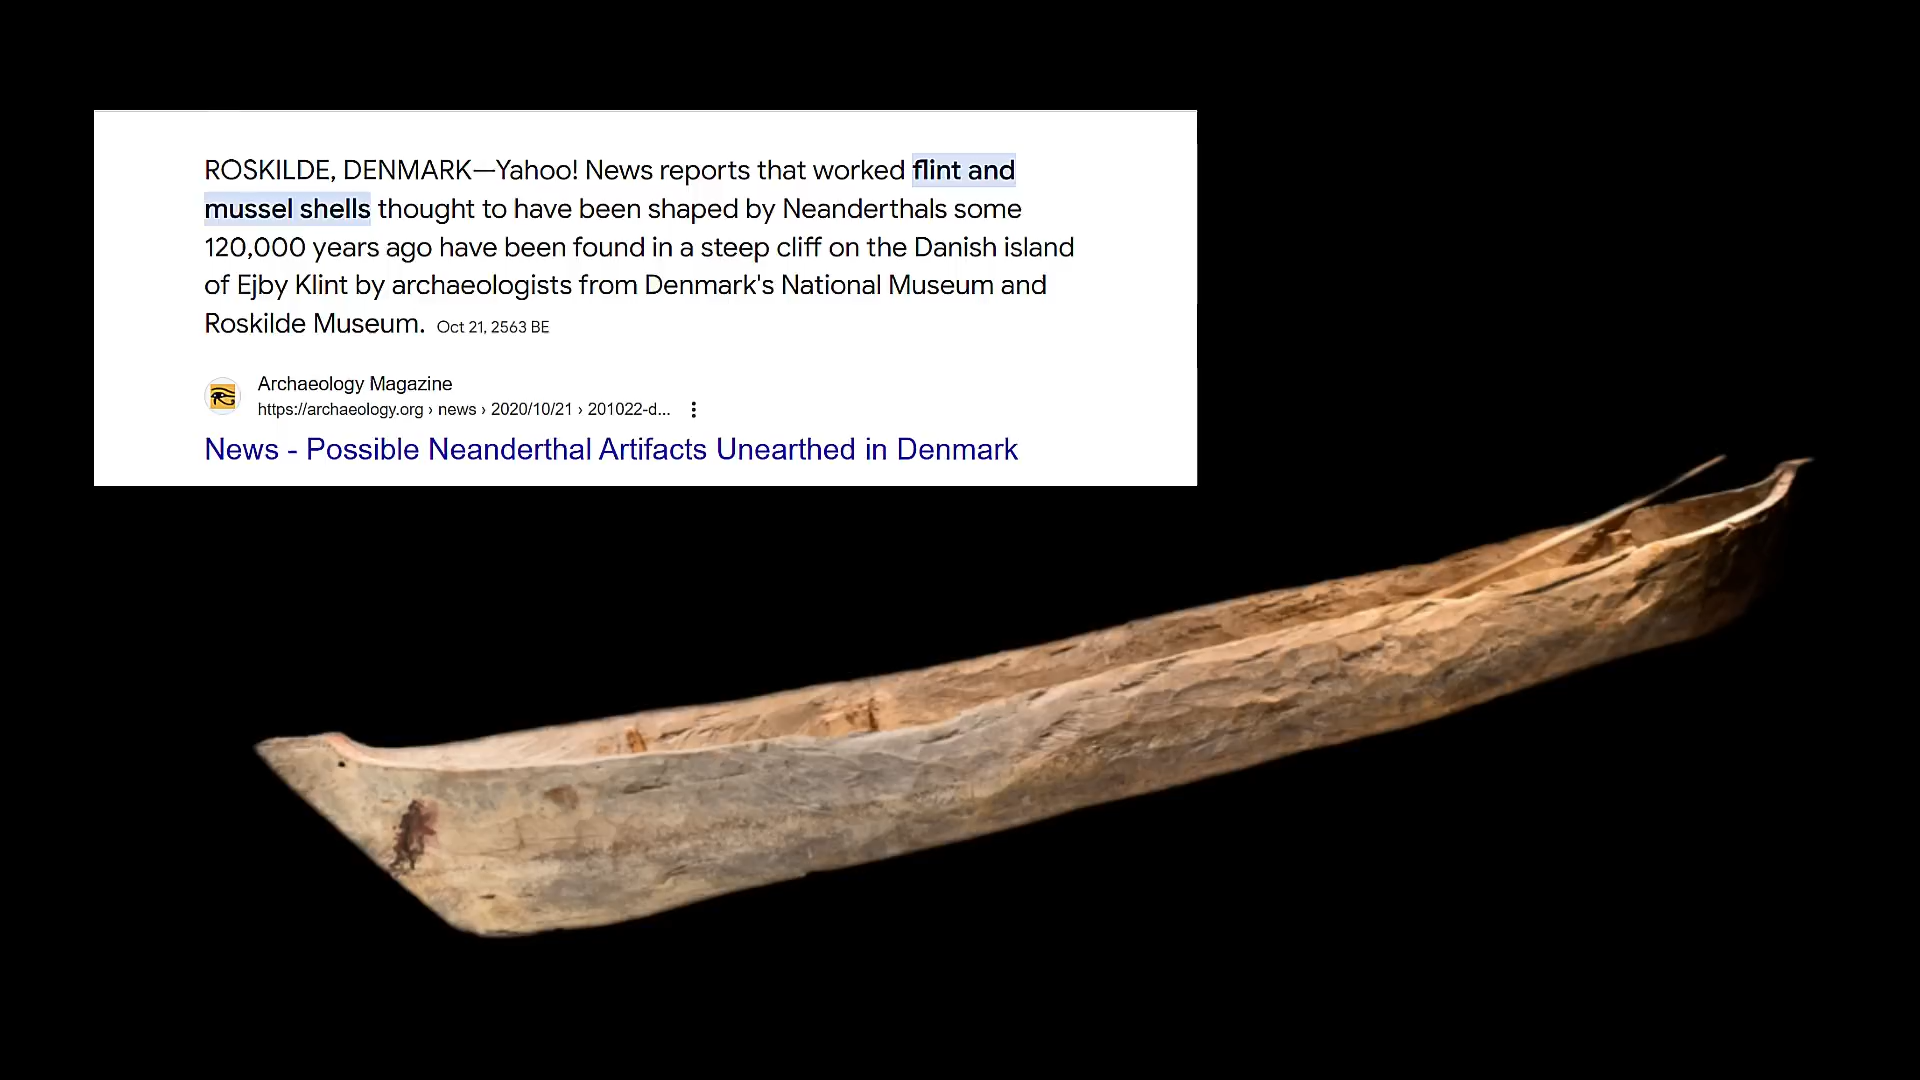 ROSKILDE, DENMARK—Yahoo! News reports that worked flint and
mussel shells thought to have been shaped by Neanderthals some
120,000 years ago have been found in a steep cliff on the Danish island
of Ejby Klint by archaeologists from Denmark's National Museum and
Roskilde Museum. Oct 21, 2563 BE
Archaeology Magazine
https://archaeology.org › news › 2020/10/21 › 201022-d...
News - Possible Neanderthal Artifacts Unearthed in Denmark